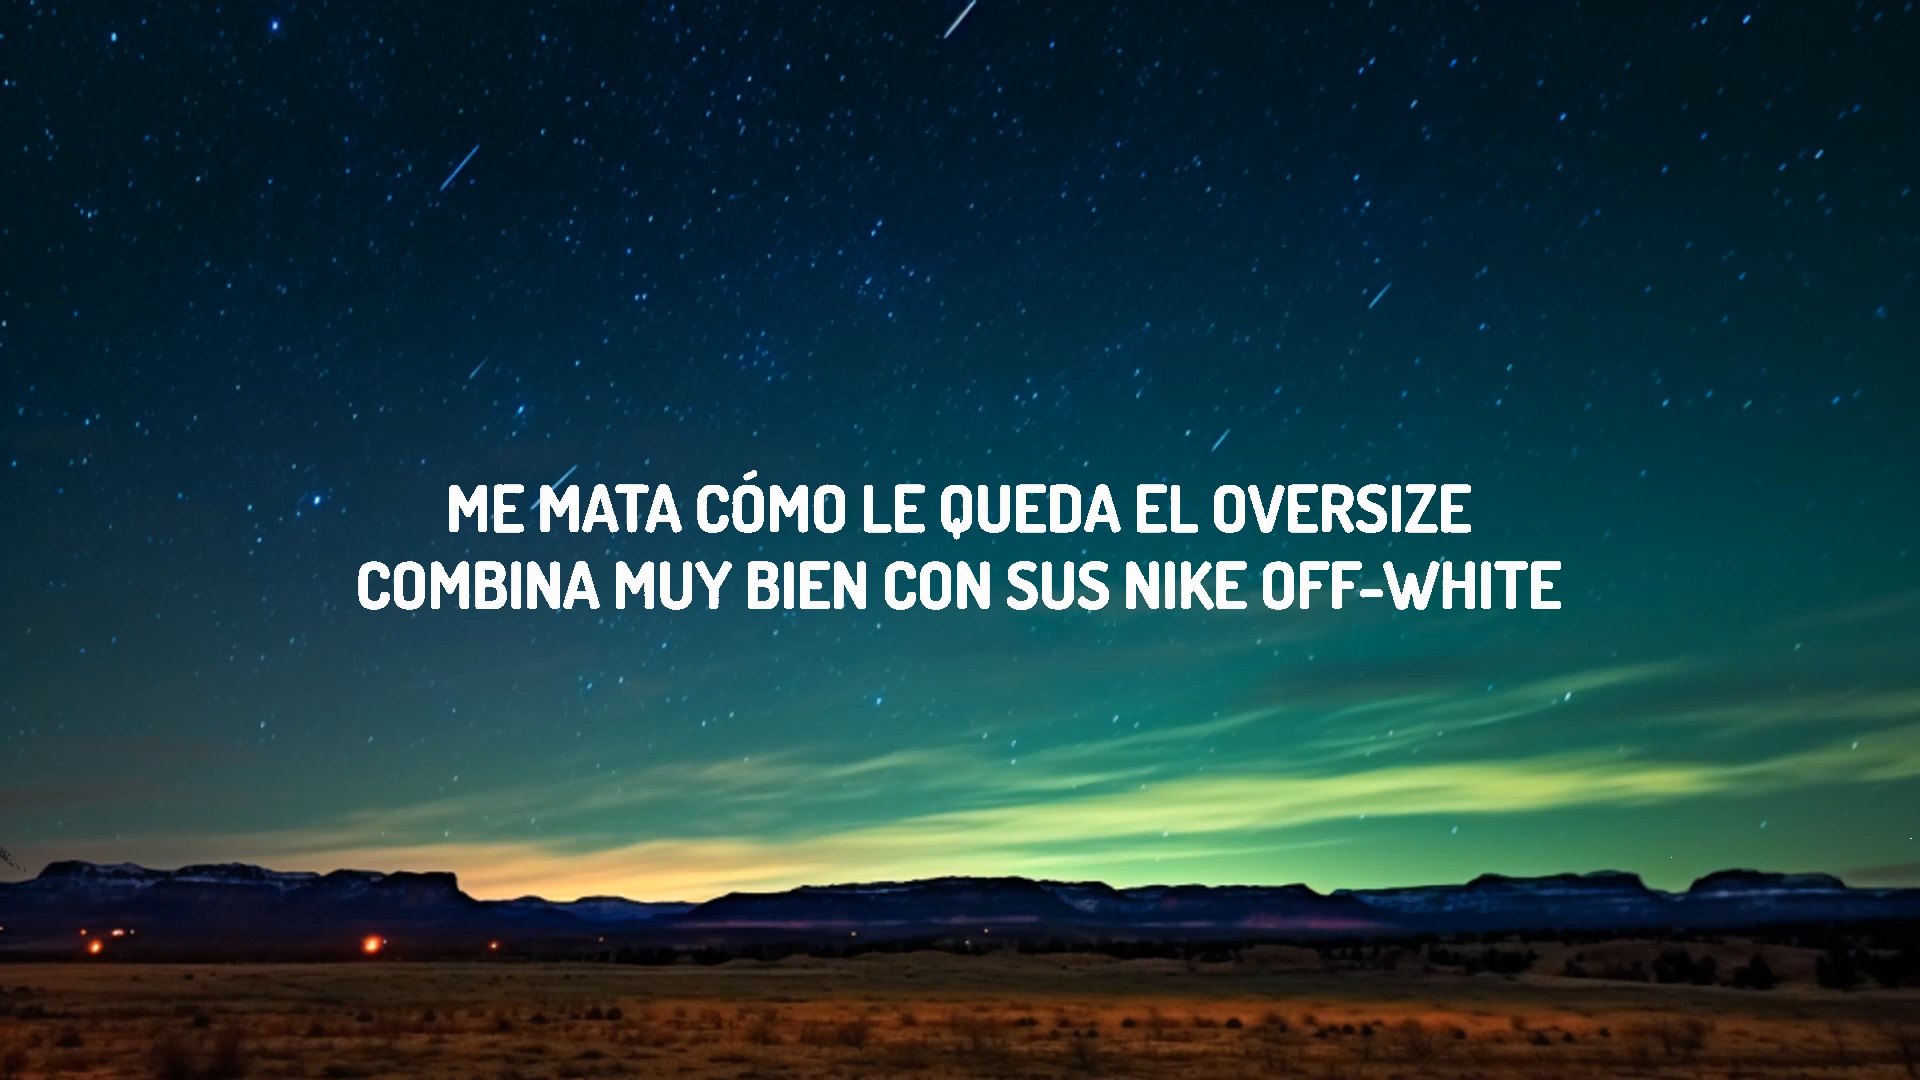 ME MATA CÓMO LE QUEDA EL OVERSIZE
COMBINA MUY BIEN CON SUS NIKE OFF-WHITE